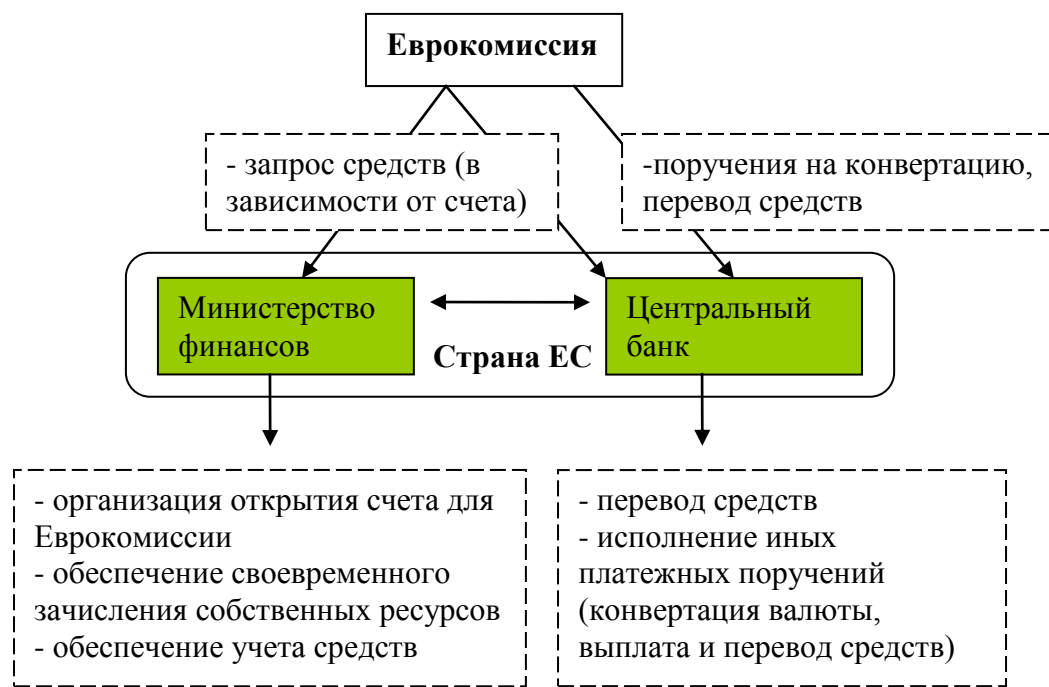 Еврокомиссия
- запрос средств (в
зависимости от счета)
-поручения на конвертацию,
перевод средств
Министерство
финансов
Страна ЕС
Центральный
банк
- организация открытия счета для
Еврокомиссии
- обеспечение своевременного
зачисления собственных ресурсов
- обеспечение учета средств
- перевод средств
- исполнение иных
платежных поручений
(конвертация валюты,
выплата и перевод средств)